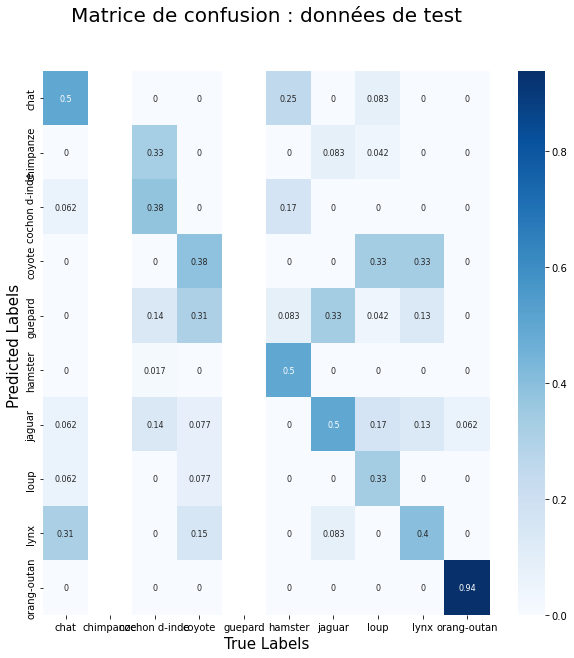 Matrice de confusion : données de test
chat 0.5 0 0 0.25 0 0.083 0 0
chimpanze 0 0.33 0 0 0.083 0.042 0 0
cochon d-inde 0.062 0.38 0 0.17 0 0 0 0
coyote 0 0 0.38 0 0 0.33 0.33 0
guepard 0 0.14 0.31 0.083 0.33 0.042 0.13 0
hamster 0 0.017 0 0.5 0 0 0 0
jaguar 0.062 0.14 0.077 0 0.5 0.17 0.13 0.062
loup 0.062 0 0.077 0 0 0.33 0 0
lynx 0.31 0 0.15 0 0.083 0 0.4 0
orang-outan 0 0 0 0 0 0 0 0.94
chat chimpanze cochon d-inde coyote guepard hamster jaguar loup lynx orang-outan
True Labels
Predicted Labels
0.8
0.6
0.4
0.2
0.0